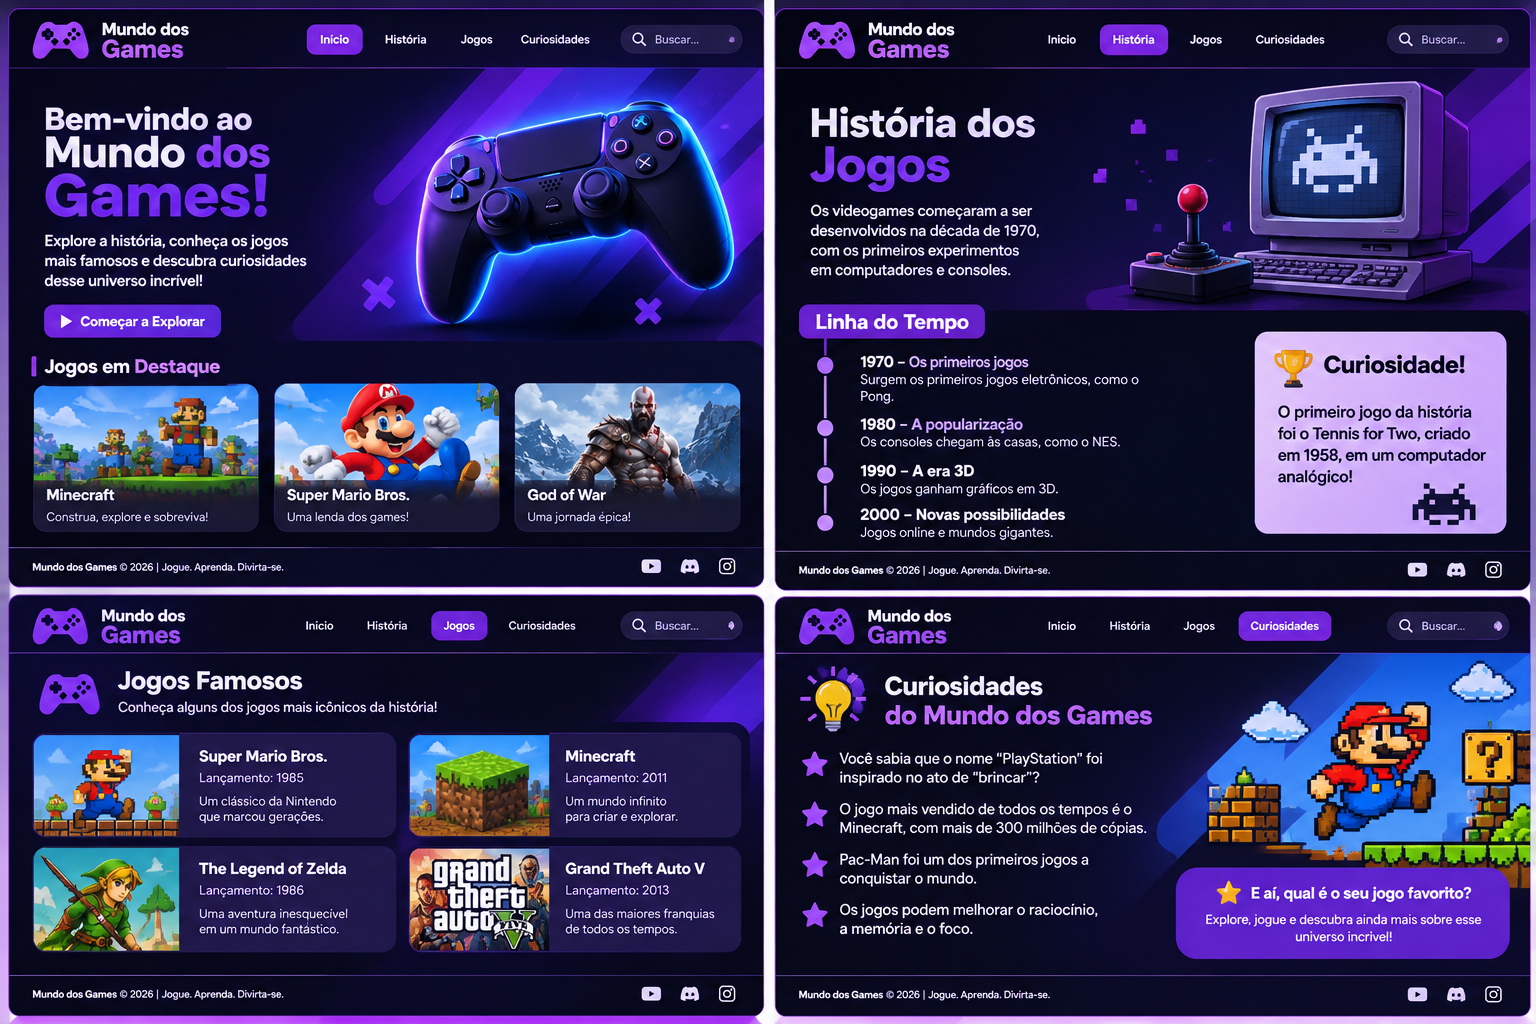 Mundo dos
Games
Início
História
Jogos
Curiosidades
Buscar...
Bem-vindo ao
Mundo dos
Games!
Explore a história, conheça os jogos
mais famosos e descubra curiosidades
desse universo incrível!
Começar a Explorar
Jogos em Destaque
Minecraft
Construa, explore e sobreviva!
Super Mario Bros.
Uma lenda dos games!
God of War
Uma jornada épica!
Mundo dos Games © 2026 | Jogue. Aprenda. Divirta-se.
Mundo dos
Games
Inicio
História
Jogos
Curiosidades
Buscar...
História dos
Jogos
Os videogames começaram a ser
desenvolvidos na década de 1970,
com os primeiros experimentos
em computadores e consoles.
Linha do Tempo
1970 – Os primeiros jogos
Surgem os primeiros jogos eletrônicos, como o
Pong.
1980 – A popularização
Os consoles chegam às casas, como o NES.
1990 – A era 3D
Os jogos ganham gráficos em 3D.
2000 – Novas possibilidades
Jogos online e mundos gigantes.
Curiosidade!
O primeiro jogo da história
foi o Tennis for Two, criado
em 1958, em um computador
analógico!
Mundo dos Games © 2026 | Jogue. Aprenda. Divirta-se.
Mundo dos
Games
Inicio
História
Jogos
Curiosidades
Buscar...
Jogos Famosos
Conheça alguns dos jogos mais icônicos da história!
Super Mario Bros.
Lançamento: 1985
Um clássico da Nintendo
que marcou gerações.
Minecraft
Lançamento: 2011
Um mundo infinito
para criar e explorar.
The Legend of Zelda
Lançamento: 1986
Uma aventura inesquecível
em um mundo fantástico.
grand
theft
auto
V
FIVE
Grand Theft Auto V
Lançamento: 2013
Uma das maiores franquias
de todos os tempos.
Mundo dos Games © 2026 | Jogue. Aprenda. Divirta-se.
Mundo dos
Games
Inicio
História
Jogos
Curiosidades
Buscar...
Curiosidades
do Mundo dos Games
Você sabia que o nome “PlayStation” foi
inspirado no ato de “brincar”?
O jogo mais vendido de todos os tempos é o
Minecraft, com mais de 300 milhões de cópias.
Pac-Man foi um dos primeiros jogos a
conquistar o mundo.
Os jogos podem melhorar o raciocínio,
a memória e o foco.
?
E aí, qual é o seu jogo favorito?
Explore, jogue e descubra ainda mais sobre esse
universo incrível!
Mundo dos Games © 2026 | Jogue. Aprenda. Divirta-se.